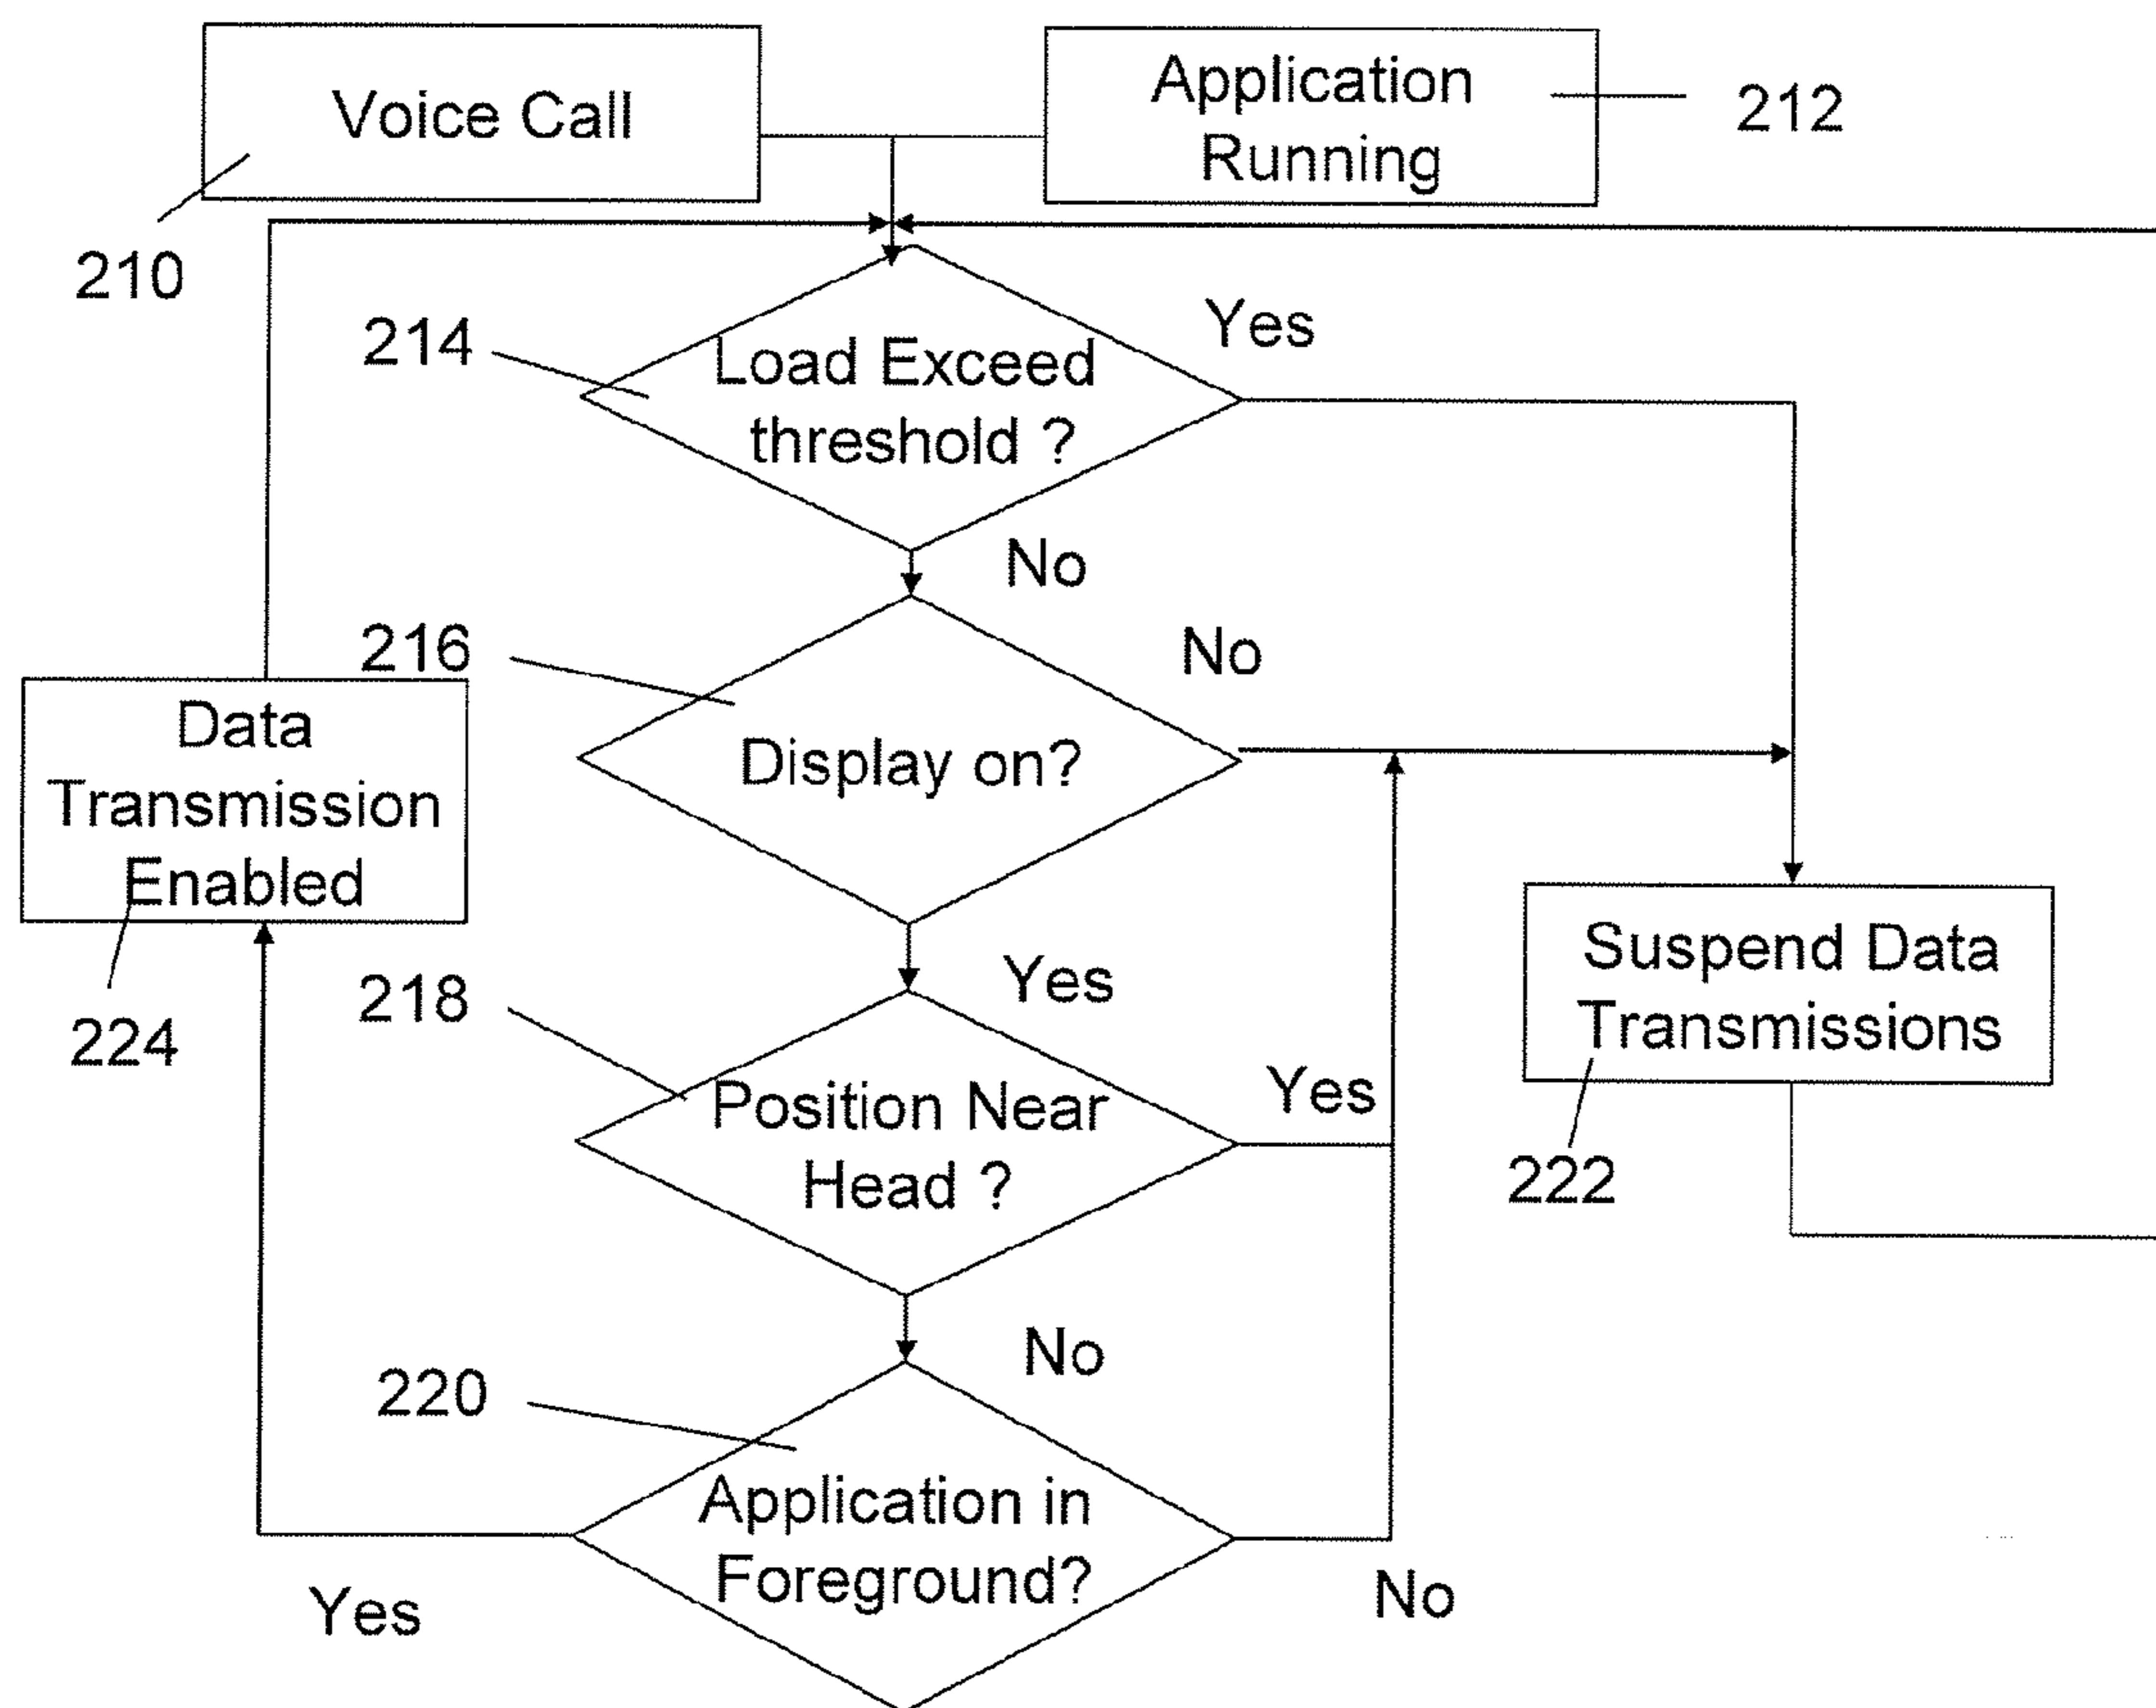 Voice Call
Application
Running
212
210
214
Load Exceed
threshold ?
Yes
No
216
No
Display on?
Data
Transmission
Enabled
224
Yes
218
Position Near
Head ?
Yes
Suspend Data
Transmissions
222
No
220
Application in
Foreground?
Yes
No